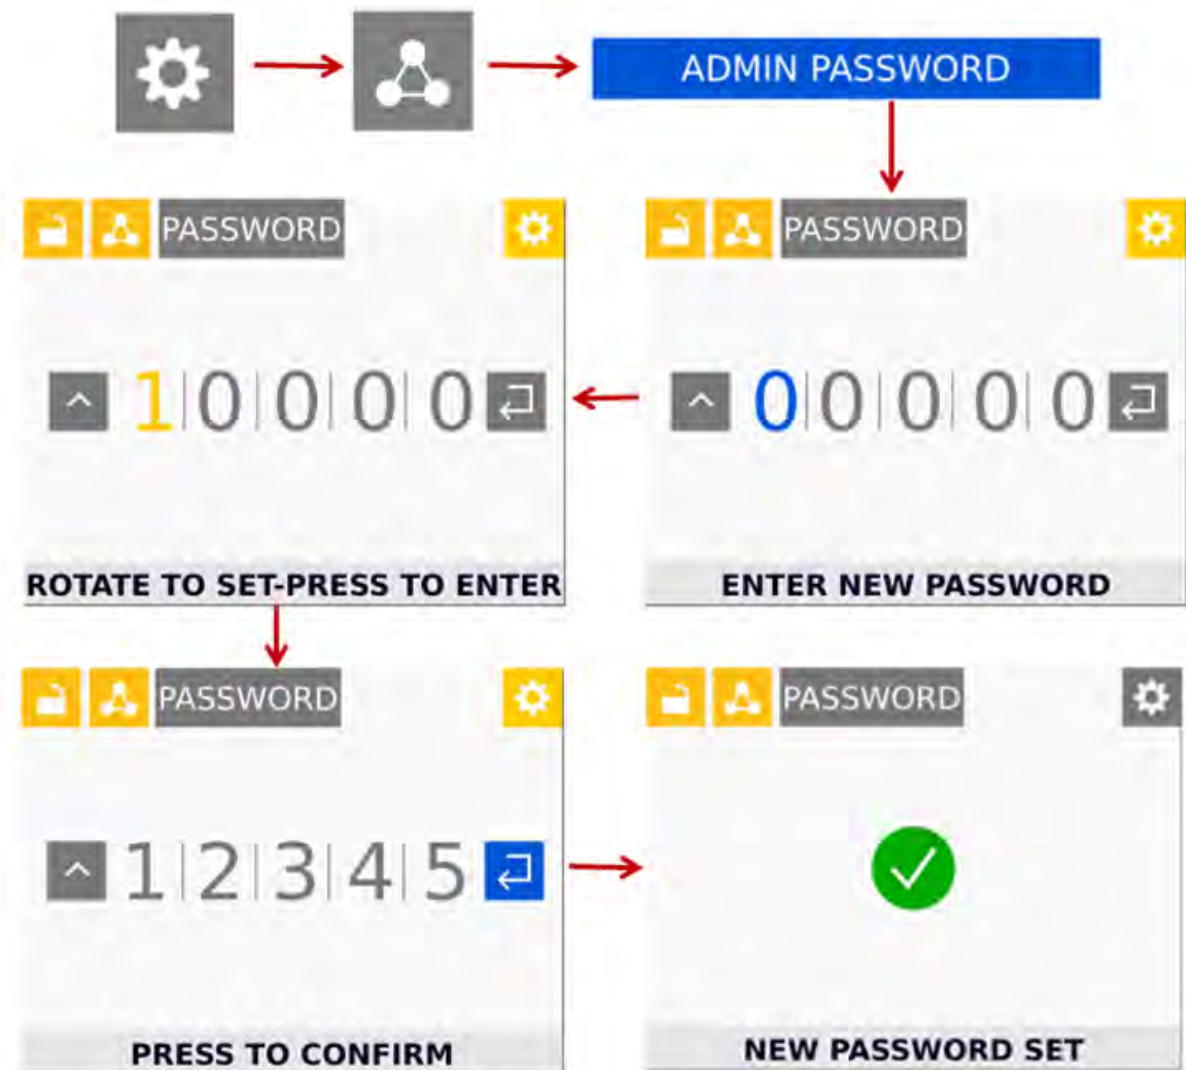 ADMIN PASSWORD
PASSWORD
0 0 0 0 0
ENTER NEW PASSWORD
PASSWORD
1 0 0 0 0
ROTATE TO SET-PRESS TO ENTER
PASSWORD
1 2 3 4 5
PRESS TO CONFIRM
PASSWORD
NEW PASSWORD SET